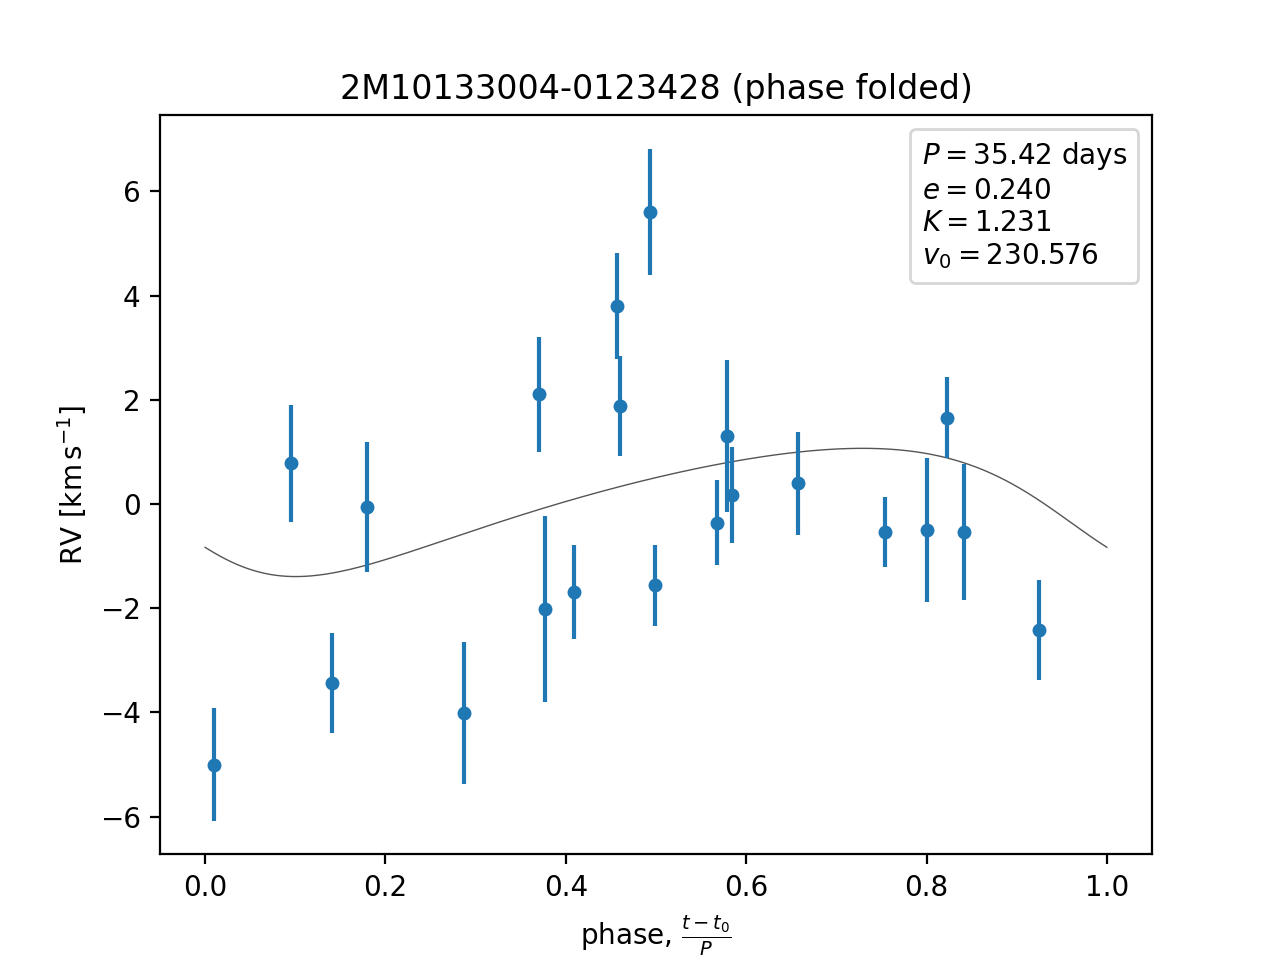 2M10133004-0123428 (phase folded)
P = 35.42 days
e = 0.240
K = 1.231
v₀ = 230.576
RV [km s⁻¹]
6
4
2
0
−2
−4
−6
0.0 0.2 0.4 0.6 0.8 1.0
phase, (t − t₀)/P